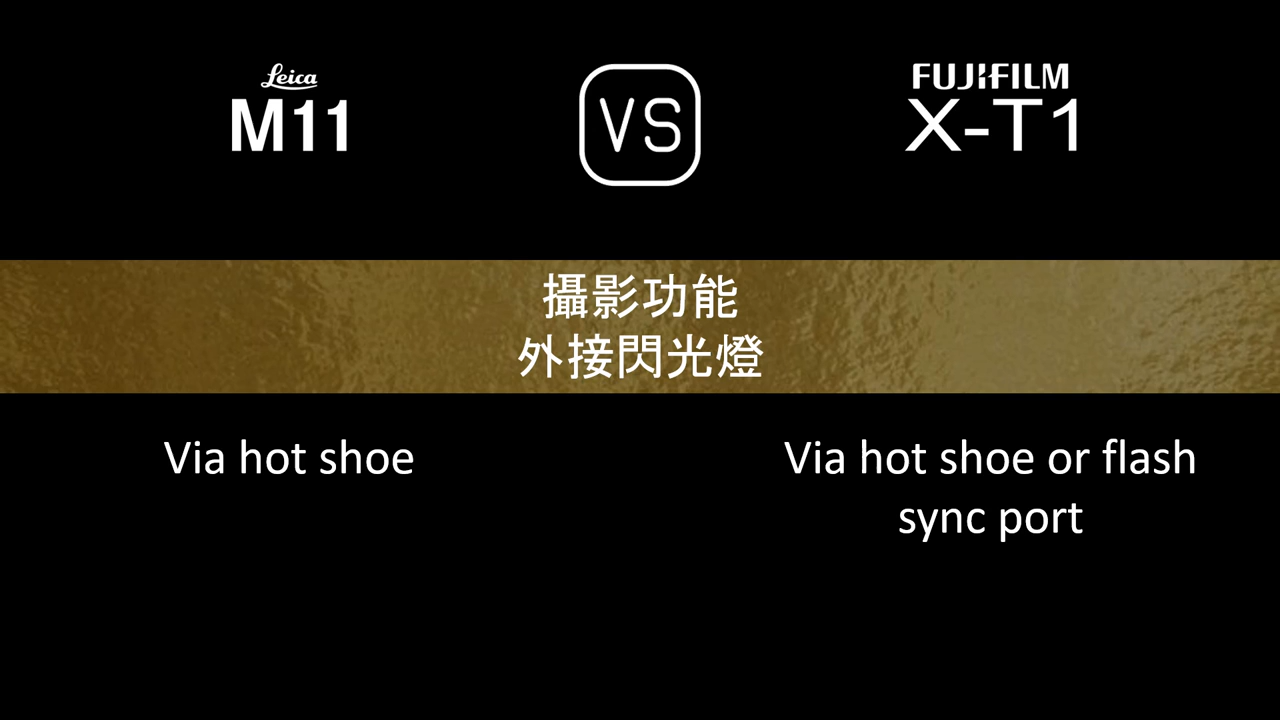 Leica
M11
VS
FUJIFILM
X-T1
攝影功能
外接閃光燈
Via hot shoe
Via hot shoe or flash
sync port